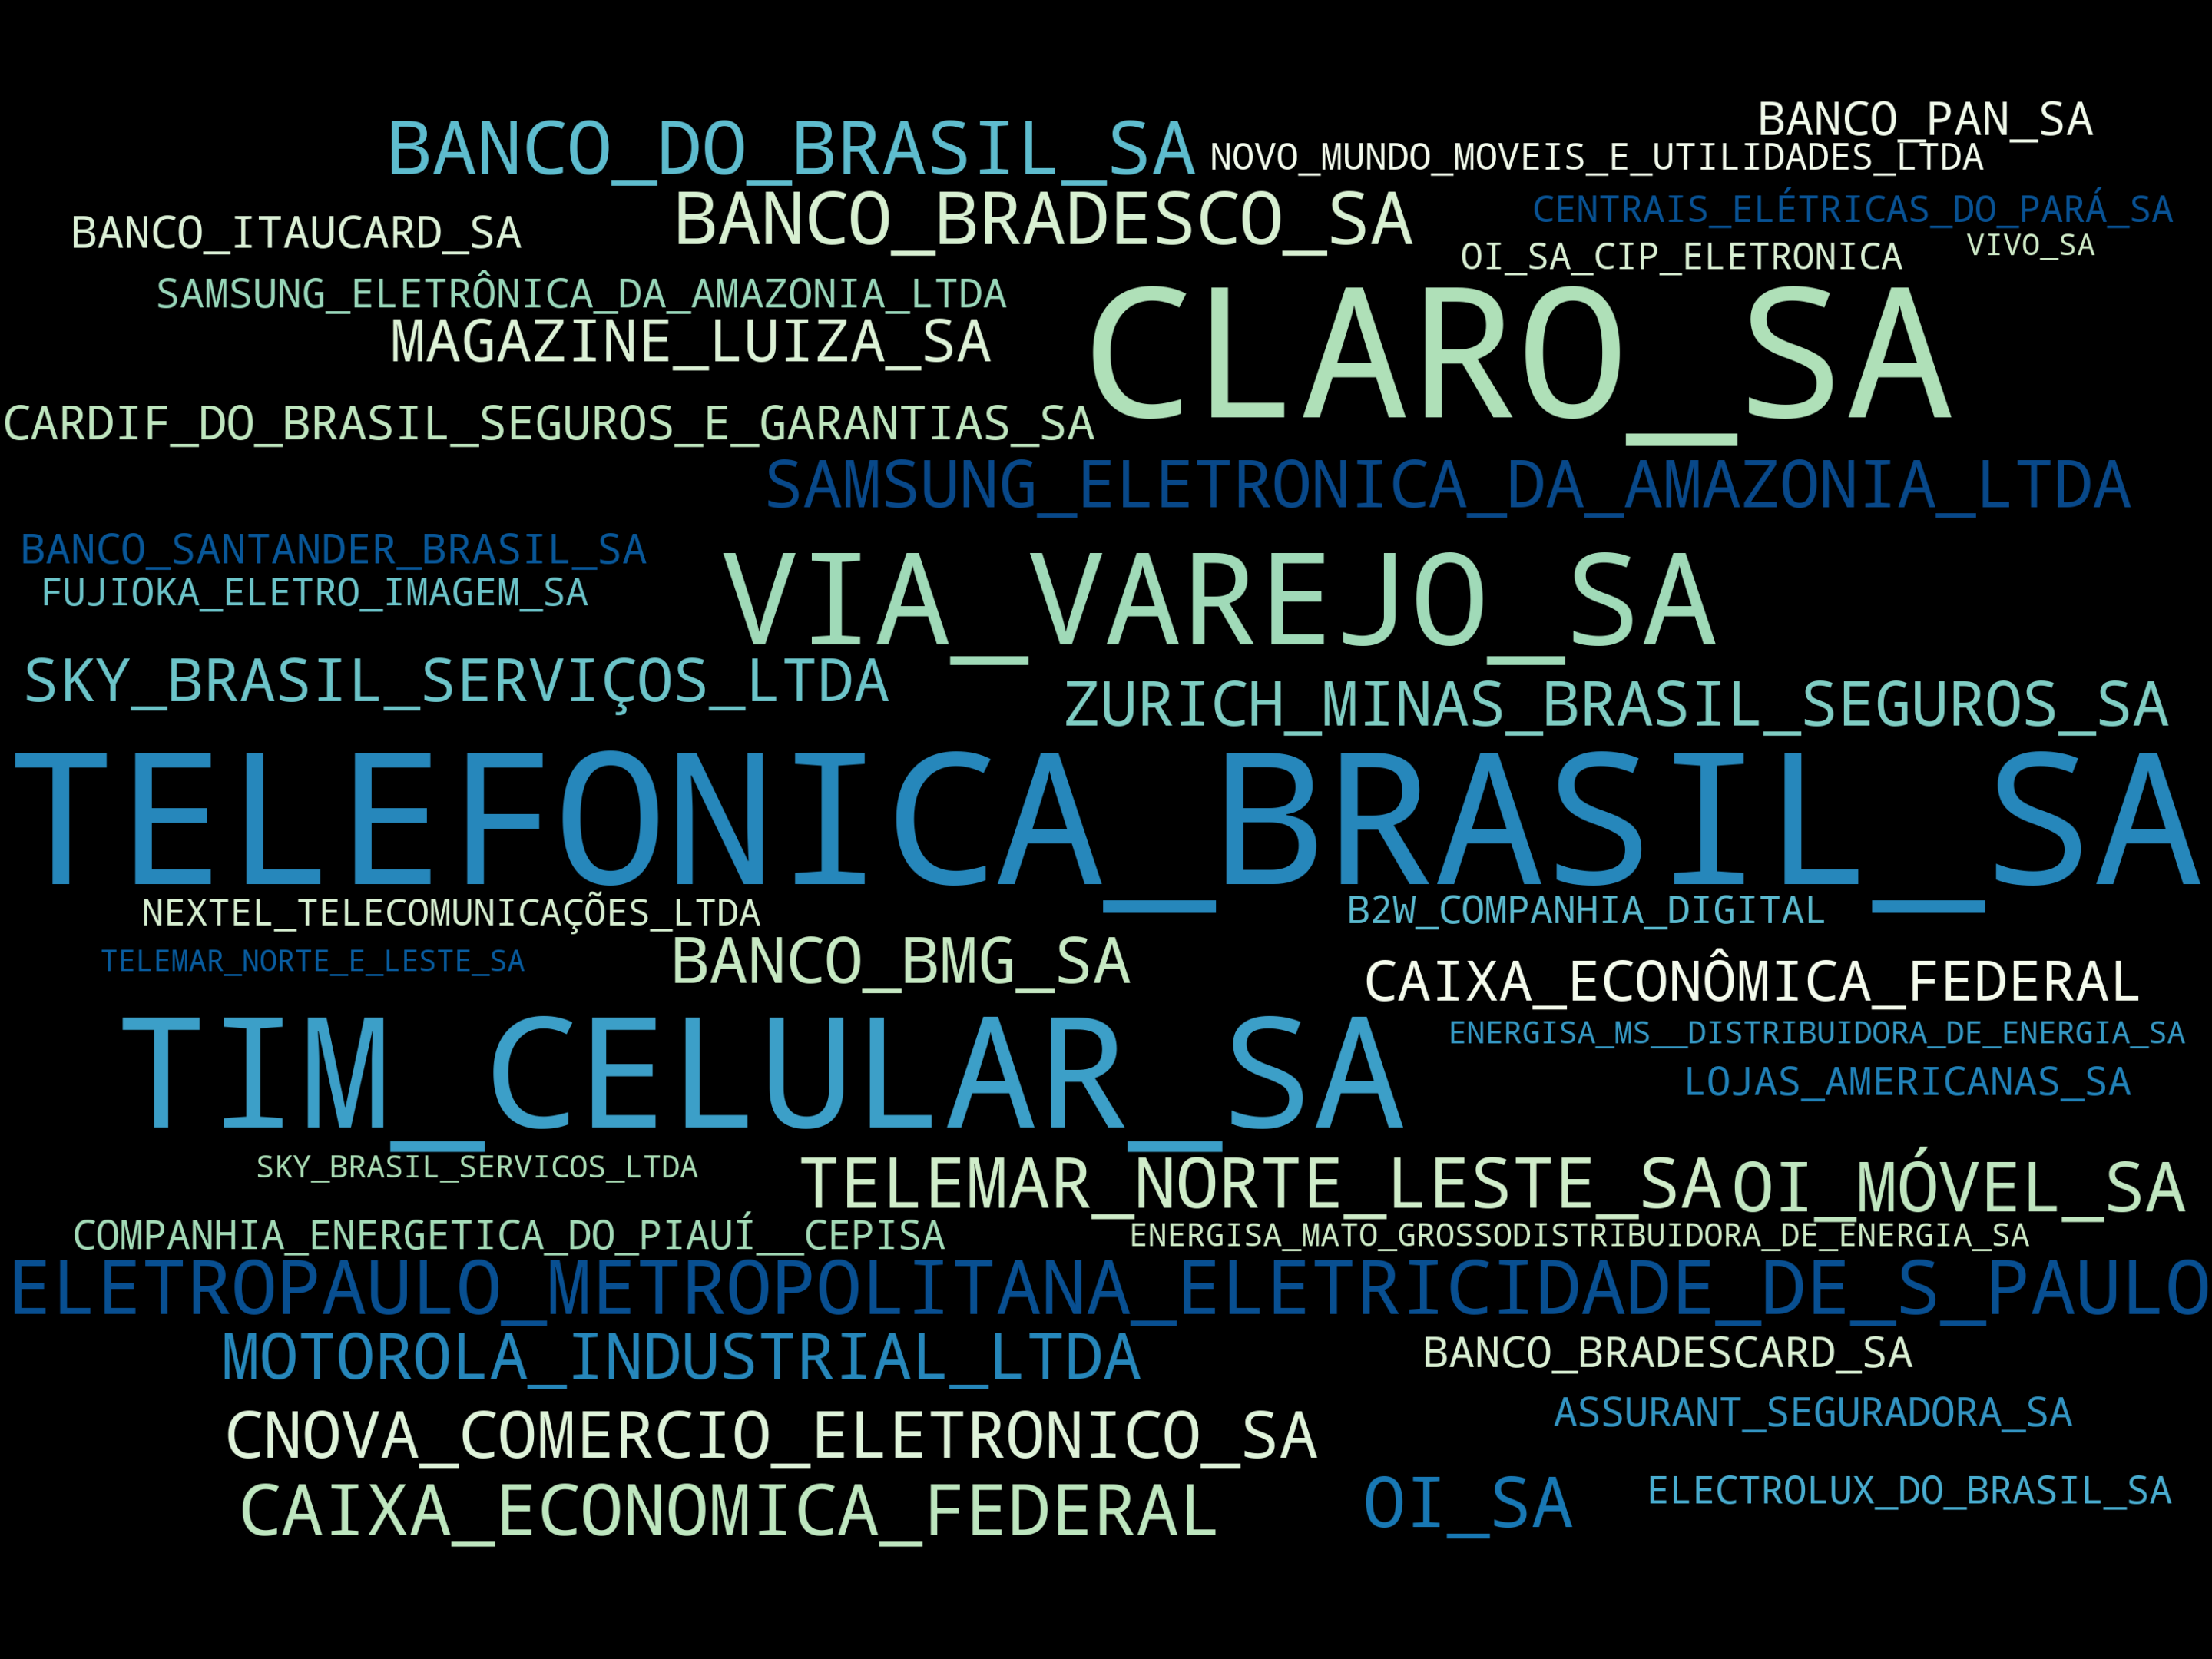 BANCO_PAN_SA
BANCO_DO_BRASIL_SA
NOVO_MUNDO_MOVEIS_E_UTILIDADES_LTDA
CENTRAIS_ELÉTRICAS_DO_PARÁ_SA
BANCO_BRADESCO_SA
BANCO_ITAUCARD_SA
VIVO_SA
OI_SA_CIP_ELETRONICA
SAMSUNG_ELETRÔNICA_DA_AMAZONIA_LTDA
MAGAZINE_LUIZA_SA
CLARO_SA
CARDIF_DO_BRASIL_SEGUROS_E_GARANTIAS_SA
SAMSUNG_ELETRONICA_DA_AMAZONIA_LTDA
BANCO_SANTANDER_BRASIL_SA
FUJIOKA_ELETRO_IMAGEM_SA
VIA_VAREJO_SA
SKY_BRASIL_SERVIÇOS_LTDA
ZURICH_MINAS_BRASIL_SEGUROS_SA
TELEFONICA_BRASIL_SA
NEXTEL_TELECOMUNICAÇÕES_LTDA
B2W_COMPANHIA_DIGITAL
TELEMAR_NORTE_E_LESTE_SA
BANCO_BMG_SA
CAIXA_ECONÔMICA_FEDERAL
ENERGISA_MS__DISTRIBUIDORA_DE_ENERGIA_SA
TIM_CELULAR_SA
LOJAS_AMERICANAS_SA
SKY_BRASIL_SERVICOS_LTDA
TELEMAR_NORTE_LESTE_SA
OI_MÓVEL_SA
COMPANHIA_ENERGETICA_DO_PIAUÍ__CEPISA
ENERGISA_MATO_GROSSODISTRIBUIDORA_DE_ENERGIA_SA
ELETROPAULO_METROPOLITANA_ELETRICIDADE_DE_S_PAULO
MOTOROLA_INDUSTRIAL_LTDA
BANCO_BRADESCARD_SA
ASSURANT_SEGURADORA_SA
CNOVA_COMERCIO_ELETRONICO_SA
CAIXA_ECONOMICA_FEDERAL
OI_SA
ELECTROLUX_DO_BRASIL_SA